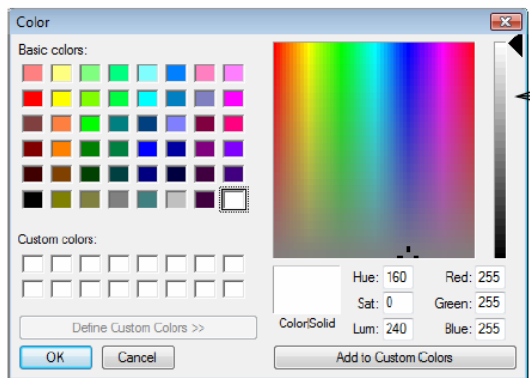 Color
Basic colors:
Custom colors:
Define Custom Colors >>
OK Cancel
Color|Solid
Hue: 160 Red: 255
Sat: 0 Green: 255
Lum: 240 Blue: 255
Add to Custom Colors